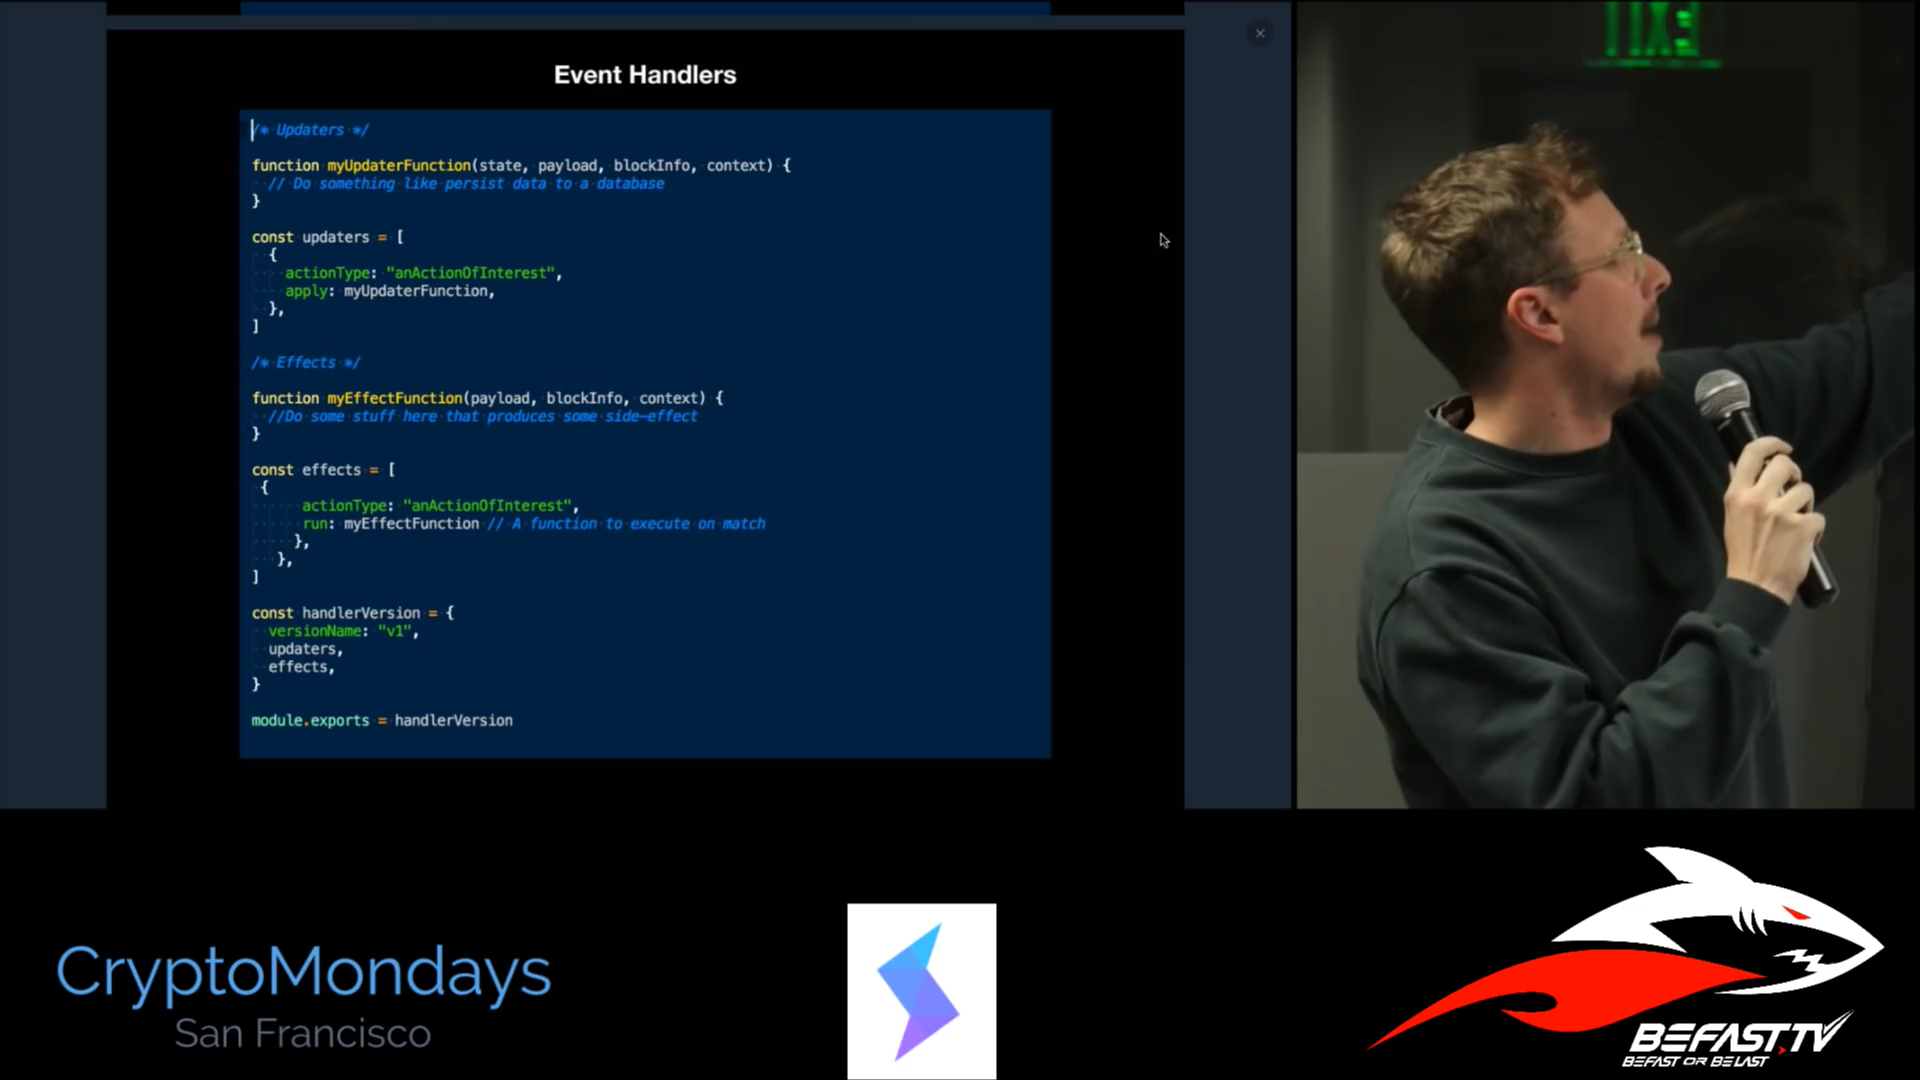 Event Handlers
/* Updaters */
function myUpdaterFunction(state, payload, blockInfo, context) {
// Do something like persist data to a database
}
const updaters = [
{
actionType: "anActionOfInterest",
apply: myUpdaterFunction,
},
]
/* Effects */
function myEffectFunction(payload, blockInfo, context) {
//Do some stuff here that produces some side-effect
}
const effects = [
{
actionType: "anActionOfInterest",
run: myEffectFunction // A function to execute on match
},
},
]
const handlerVersion = {
versionName: "v1",
updaters,
effects,
}
module.exports = handlerVersion
EXIT
CryptoMondays
San Francisco
BEFAST.TV
BEFAST OR BE LAST